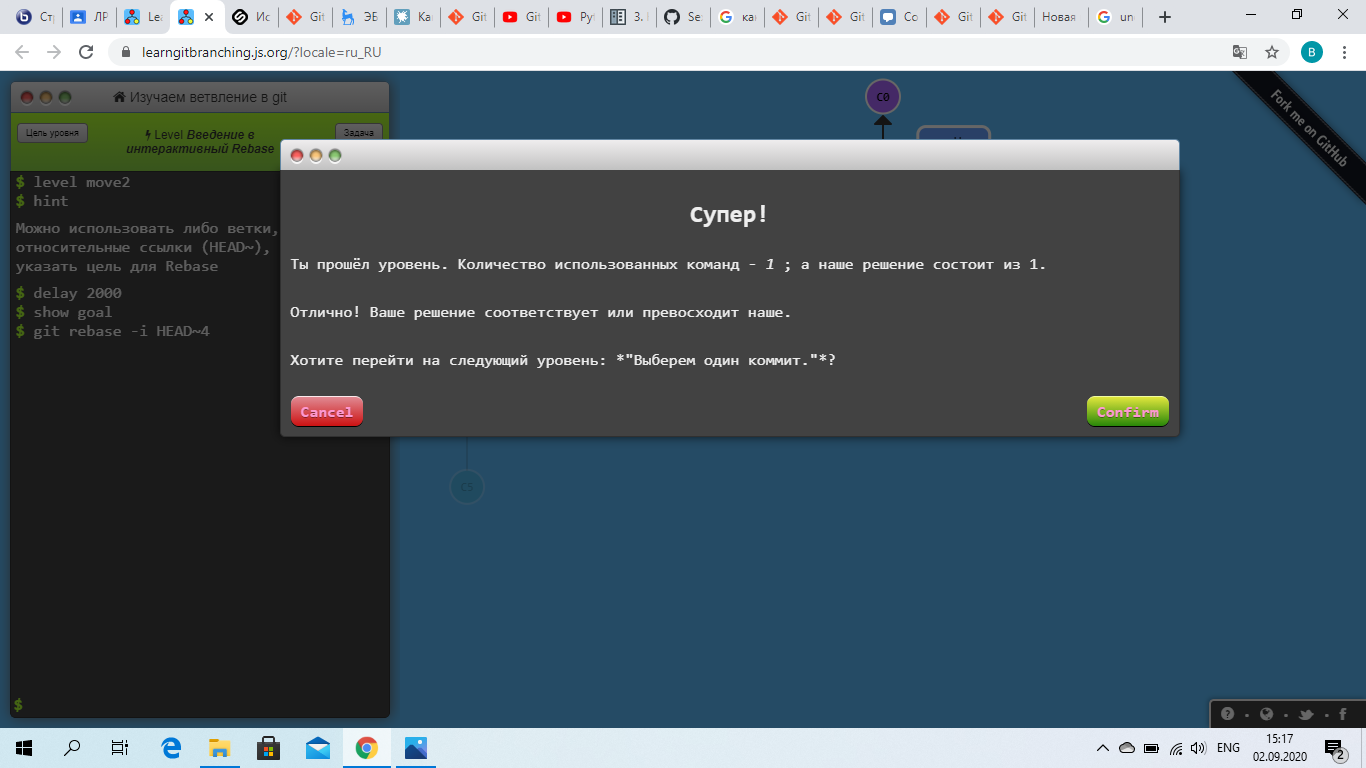 Ст
ЛР
Lea
Ис
Git
ЭБ
Ка
Git
Git
Pyt
3.
Se
как
Git
Git
Со
Git
Git
Новая
un
learngitbranching.js.org/?locale=ru_RU
B
Изучаем ветвление в git
Цель уровня
Level Введение в интерактивный Rebase
Задача
$ level move2
$ hint
Можно использовать либо ветки,
относительные ссылки (HEAD~),
указать цель для Rebase
$ delay 2000
$ show goal
$ git rebase -i HEAD~4
$
C0
Fork me on GitHub
Супер!
Ты прошёл уровень. Количество использованных команд - 1 ; а наше решение состоит из 1.
Отлично! Ваше решение соответствует или превосходит наше.
Хотите перейти на следующий уровень: *"Выберем один коммит."*?
Cancel
Confirm
C5
ENG
15:17
02.09.2020
2